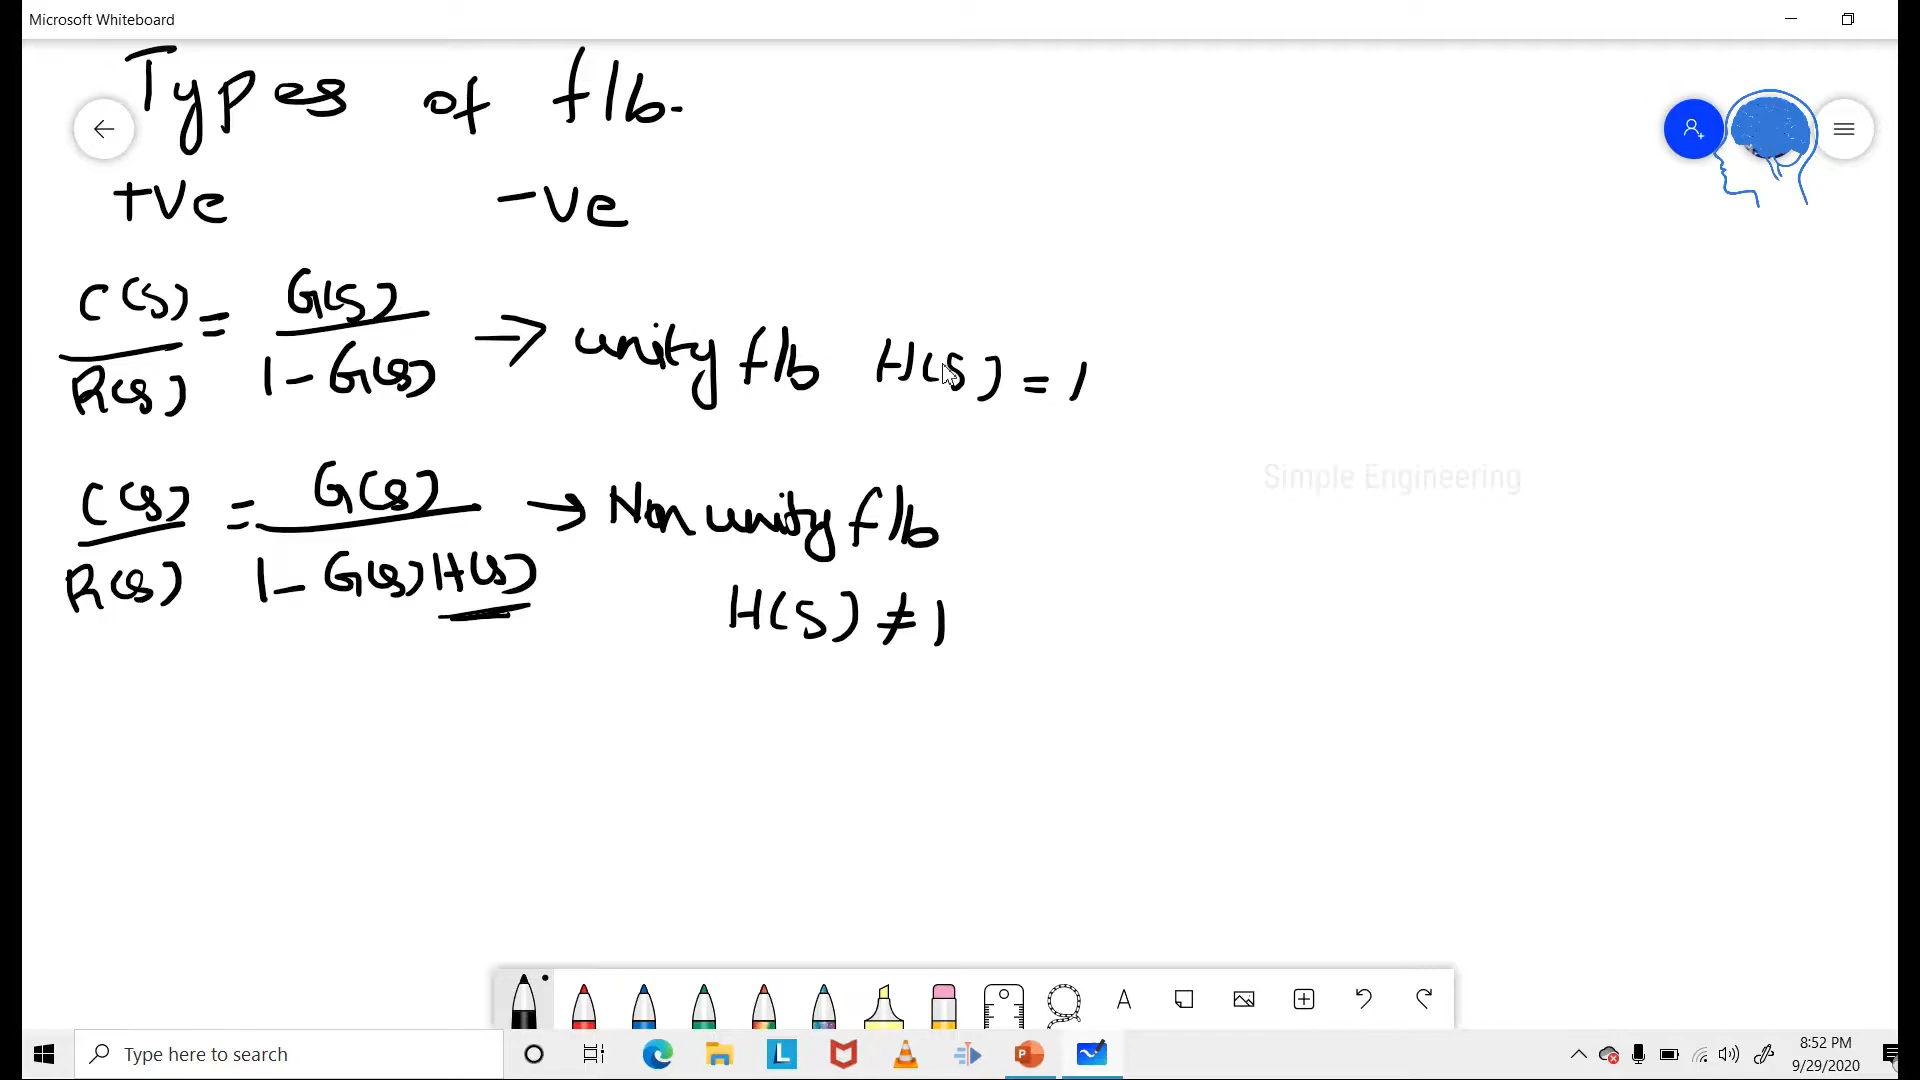 Microsoft Whiteboard
Types of f/b.
+ve -ve
C(s)/R(s) = G(s)/1-G(s) → unity f/b H(s) = 1
C(s)/R(s) = G(s)/1-G(s)H(s) → Non unity f/b
H(s) ≠ 1
Simple Engineering
A
Type here to search
8:52 PM
9/29/2020